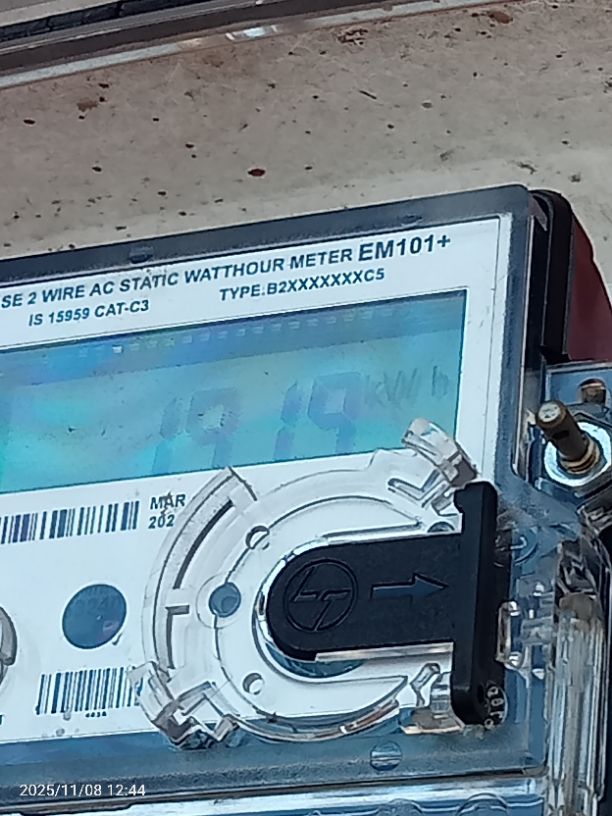 SE 2 WIRE AC STATIC WATTHOUR METER EM101+
IS 15959 CAT-C3
TYPE.B2XXXXXXXC5
1919 kWh
MAR
202
2025/11/08 12:44